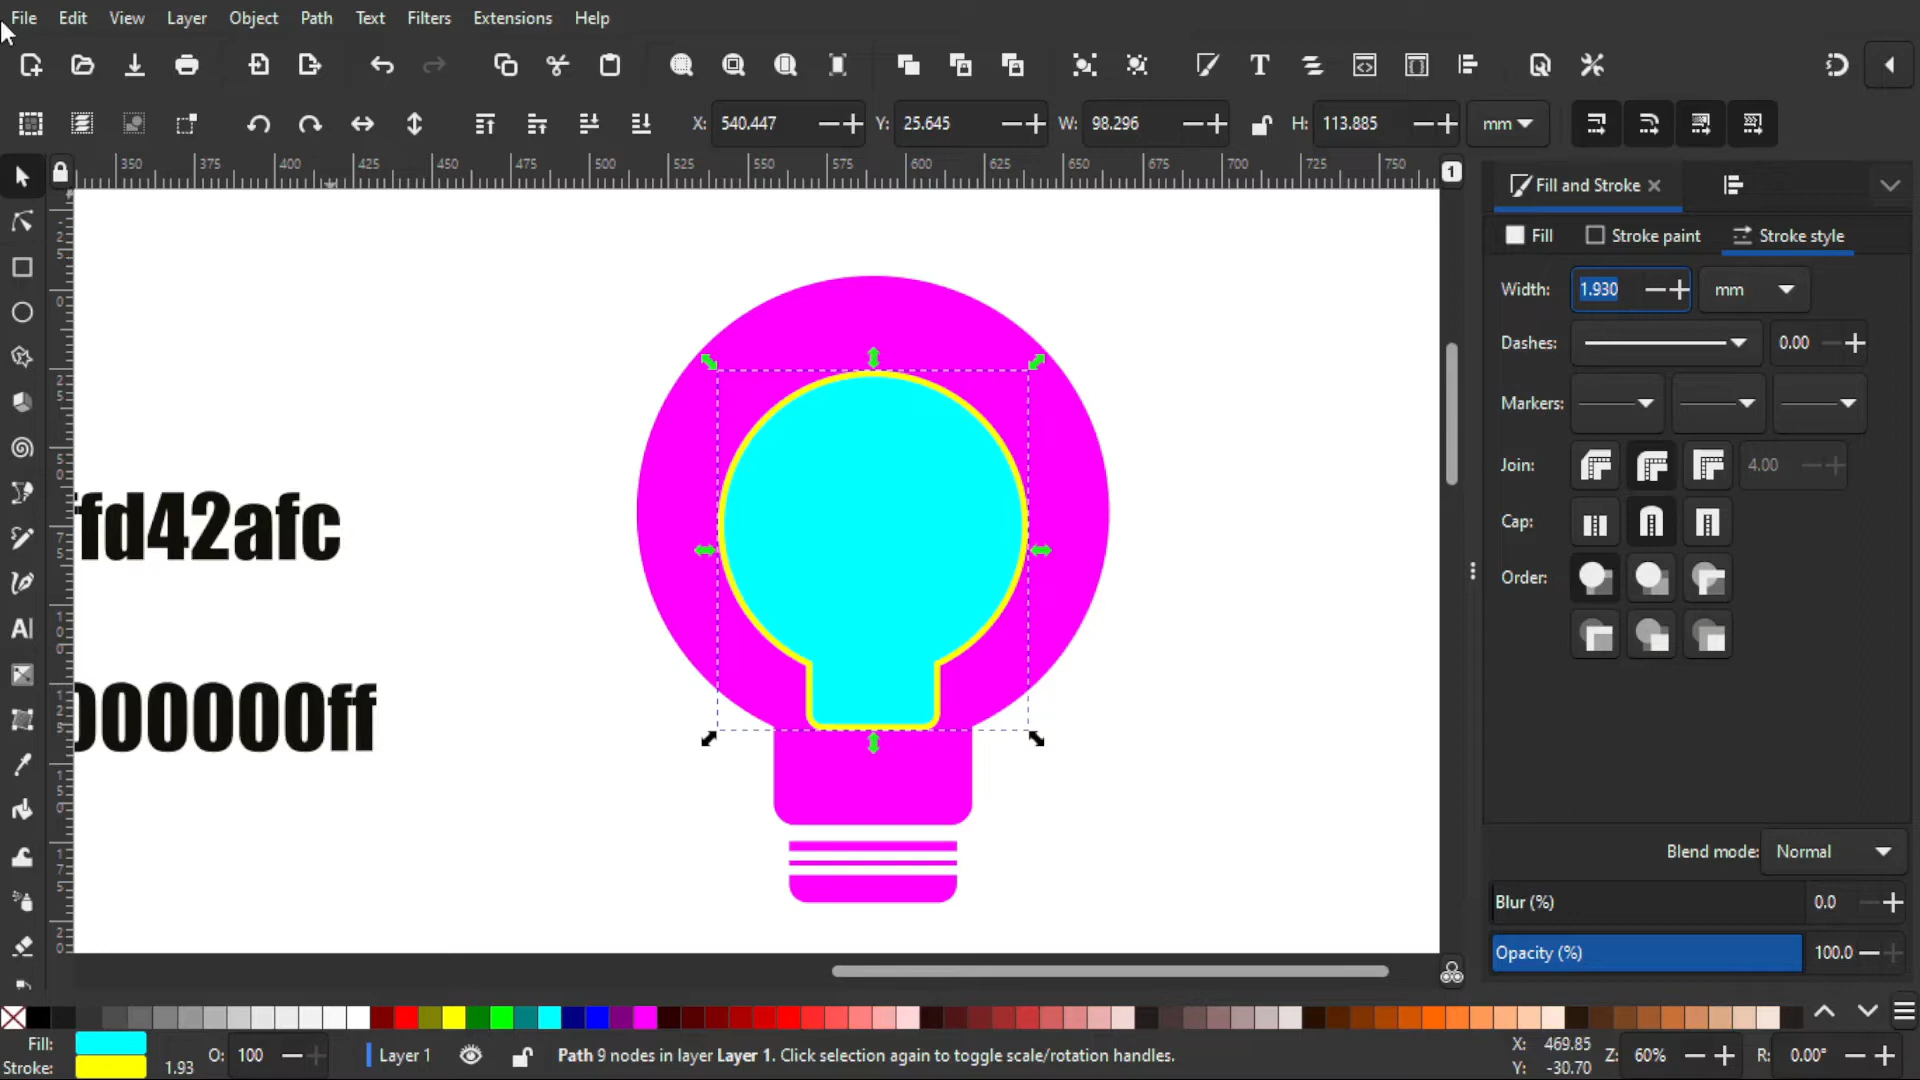 File Edit View Layer Object Path Text Filters Extensions Help
X: 540.447 Y: 25.645 W: 98.296 H: 113.885 mm
350 375 400 425 450 475 500 525 550 575 600 625 650 675 700 725 750
1
Fill and Stroke
Fill Stroke paint Stroke style
Width: 1.930 mm
Dashes: 0.00
Markers:
Join: 4.00
Cap:
Order:
fd42afc
000000ff
Blend mode: Normal
Blur (%) 0.0
Opacity (%) 100.0
Fill:
Stroke: 1.93
O: 100
Layer 1
Path 9 nodes in layer Layer 1. Click selection again to toggle scale/rotation handles.
X: 469.85
Y: -30.70
Z: 60%
R: 0.00°